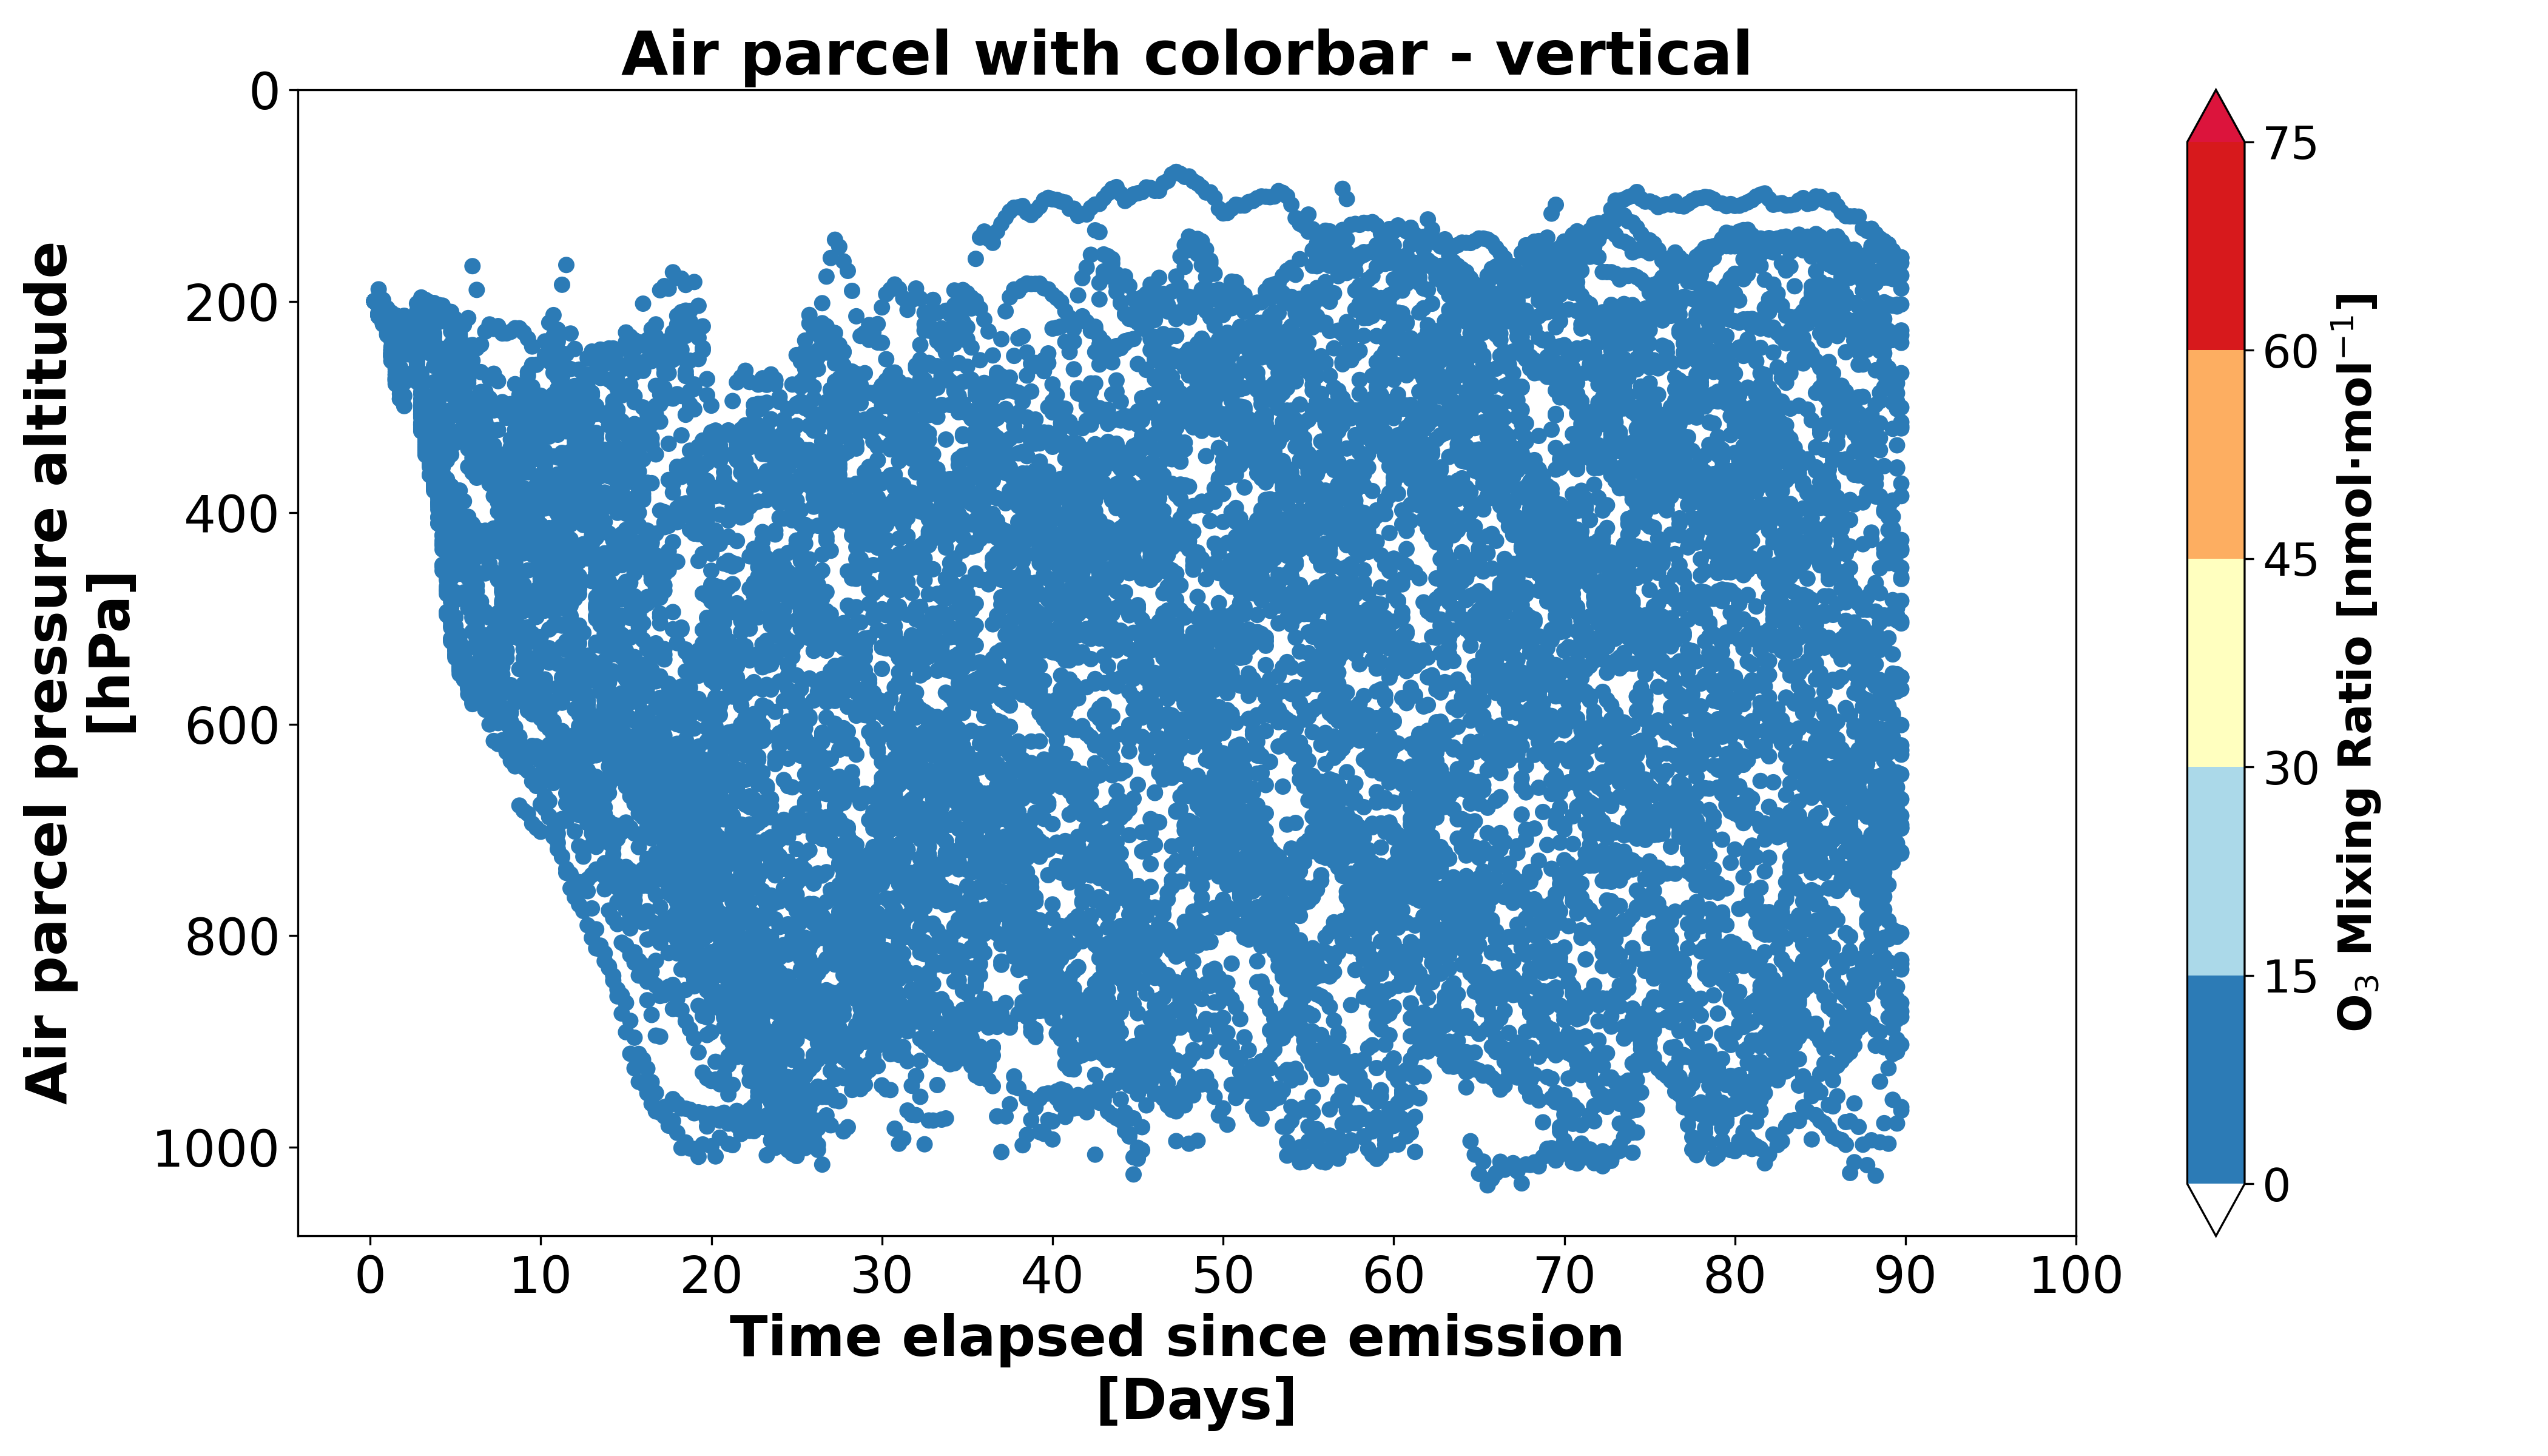 Air parcel with colorbar - vertical
0
200
400
600
800
1000
Air parcel pressure altitude
[hPa]
0 10 20 30 40 50 60 70 80 90 100
Time elapsed since emission
[Days]
75
60
45
30
15
0
O₃ Mixing Ratio [nmol·mol⁻¹]